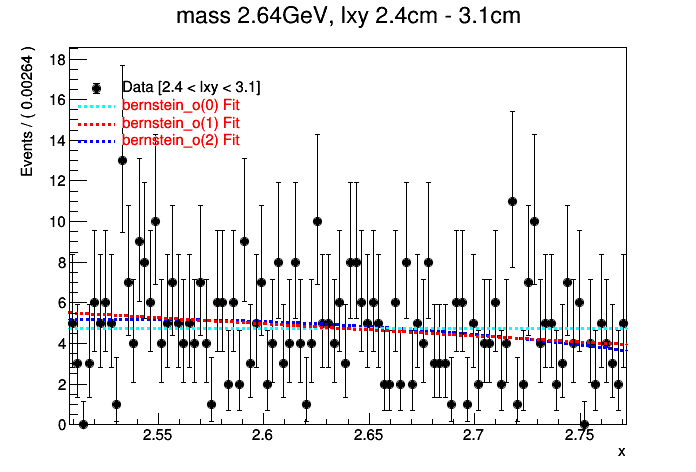 mass 2.64GeV, lxy 2.4cm - 3.1cm
Events / ( 0.00264 )
18
16
14
12
10
8
6
4
2
0
Data [2.4 < lxy < 3.1]
bernstein_o(0) Fit
bernstein_o(1) Fit
bernstein_o(2) Fit
2.55 2.6 2.65 2.7 2.75
x